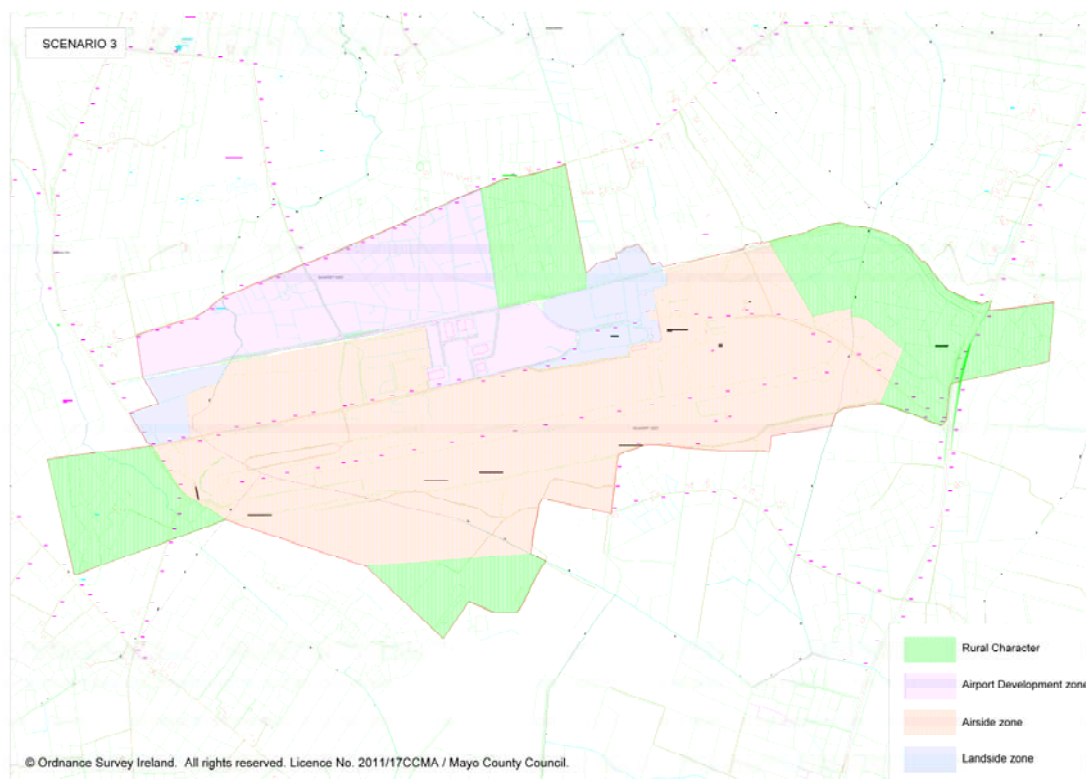 SCENARIO 3
Rural Character
Airport Development zone
Airside zone
Landside zone
© Ordnance Survey Ireland. All rights reserved. Licence No. 2011/17CCMA / Mayo County Council.